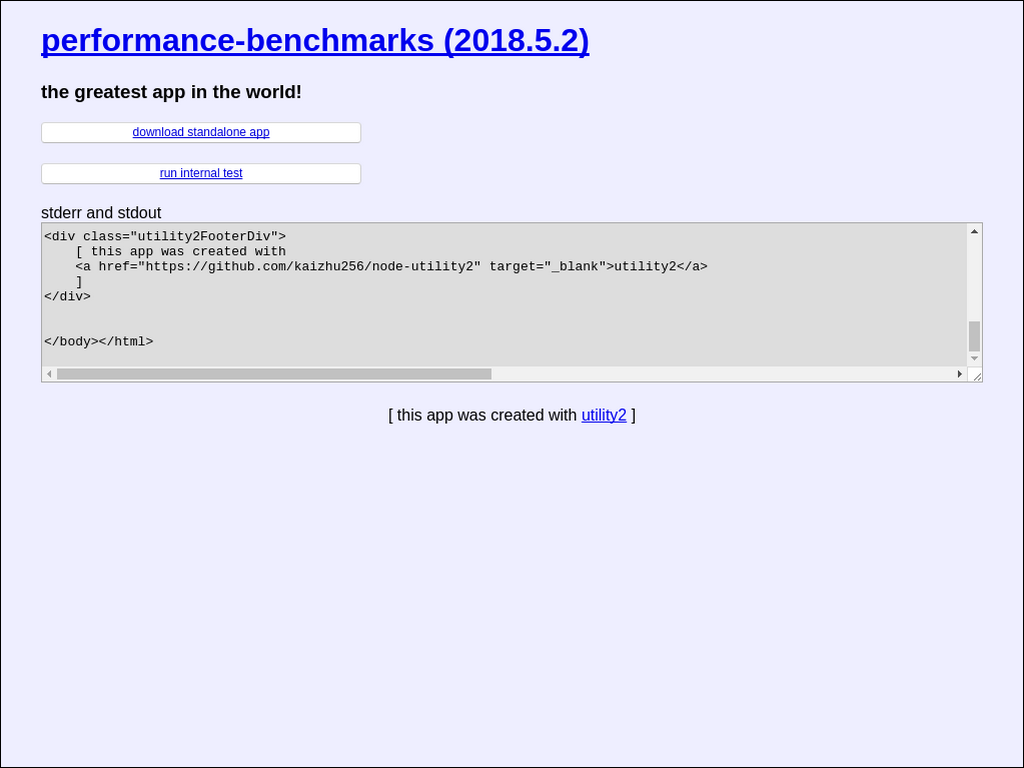 performance-benchmarks (2018.5.2)
the greatest app in the world!
download standalone app
run internal test
stderr and stdout
<div class="utility2FooterDiv">
    [ this app was created with
    <a href="https://github.com/kaizhu256/node-utility2" target="_blank">utility2</a>
    ]
</div>
</body></html>
[ this app was created with utility2 ]